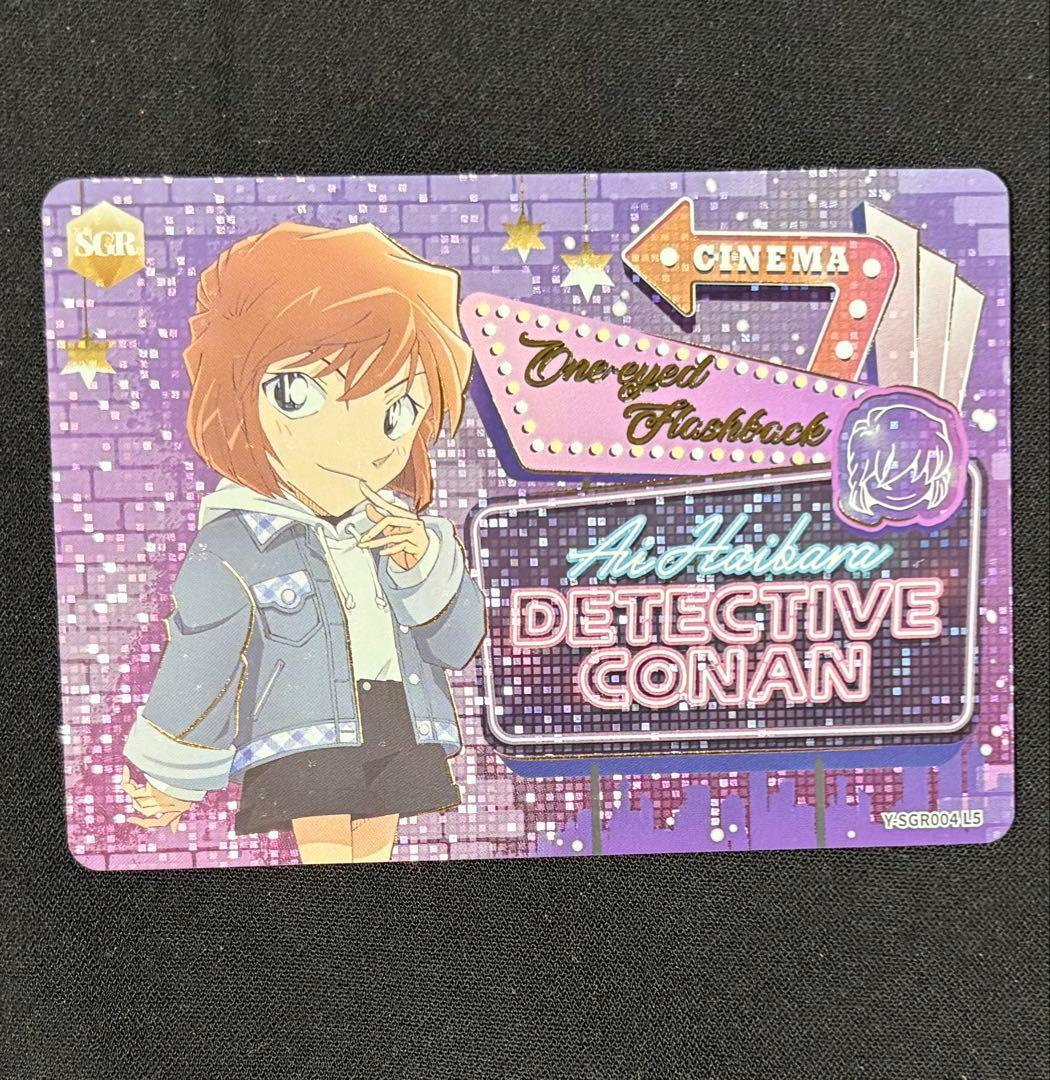 SGR
CINEMA
One-eyed
Flashback
Ai Haibara
DETECTIVE
CONAN
Y-SGR004 L5